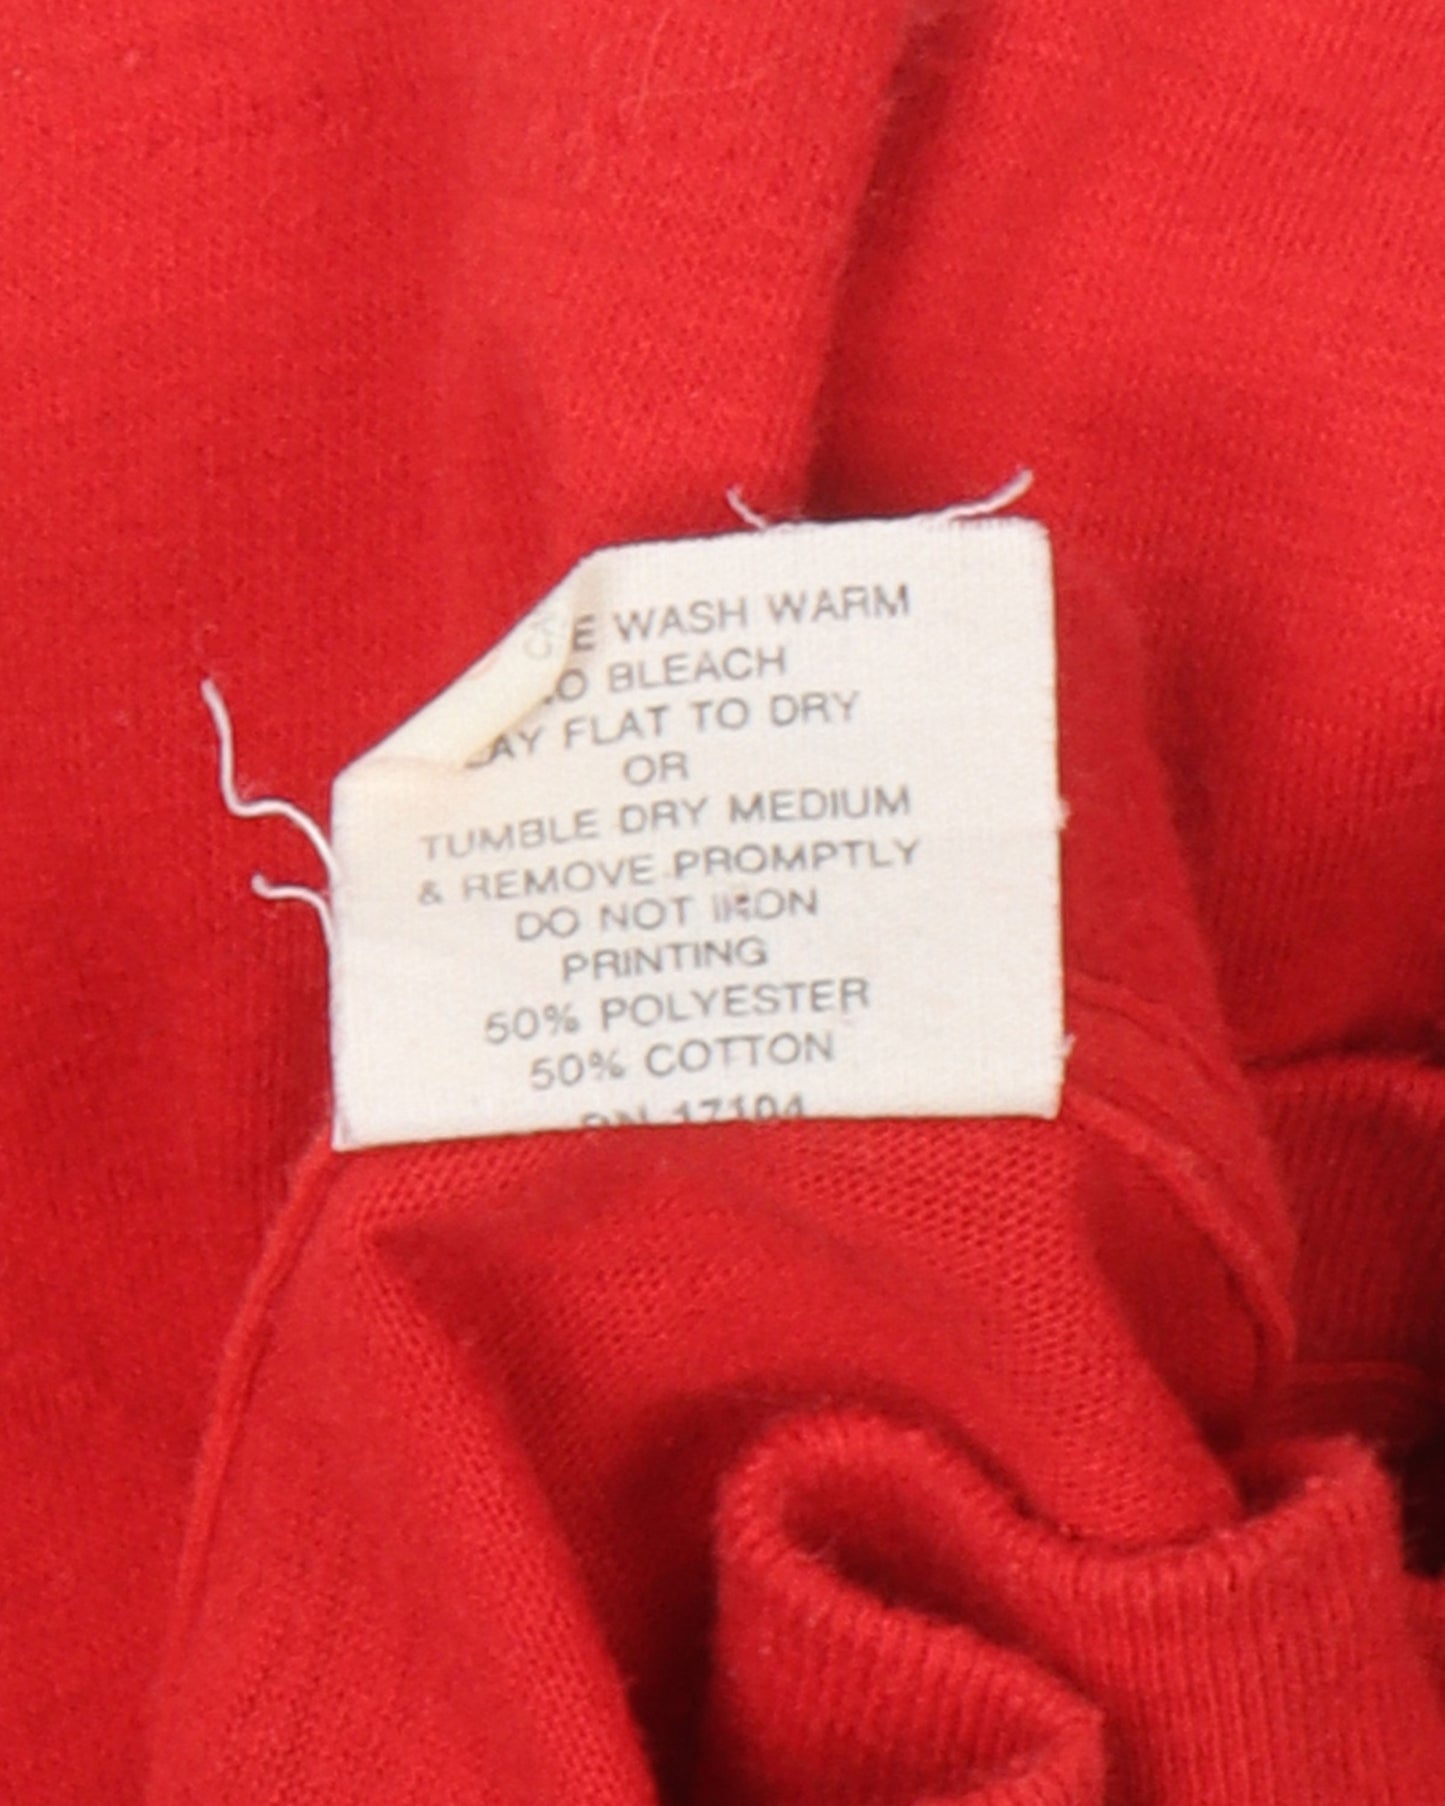 WASH WARM
BLEACH
FLAT TO DRY
OR
TUMBLE DRY MEDIUM
& REMOVE PROMPTLY
DO NOT IRON
PRINTING
50% POLYESTER
50% COTTON
17104